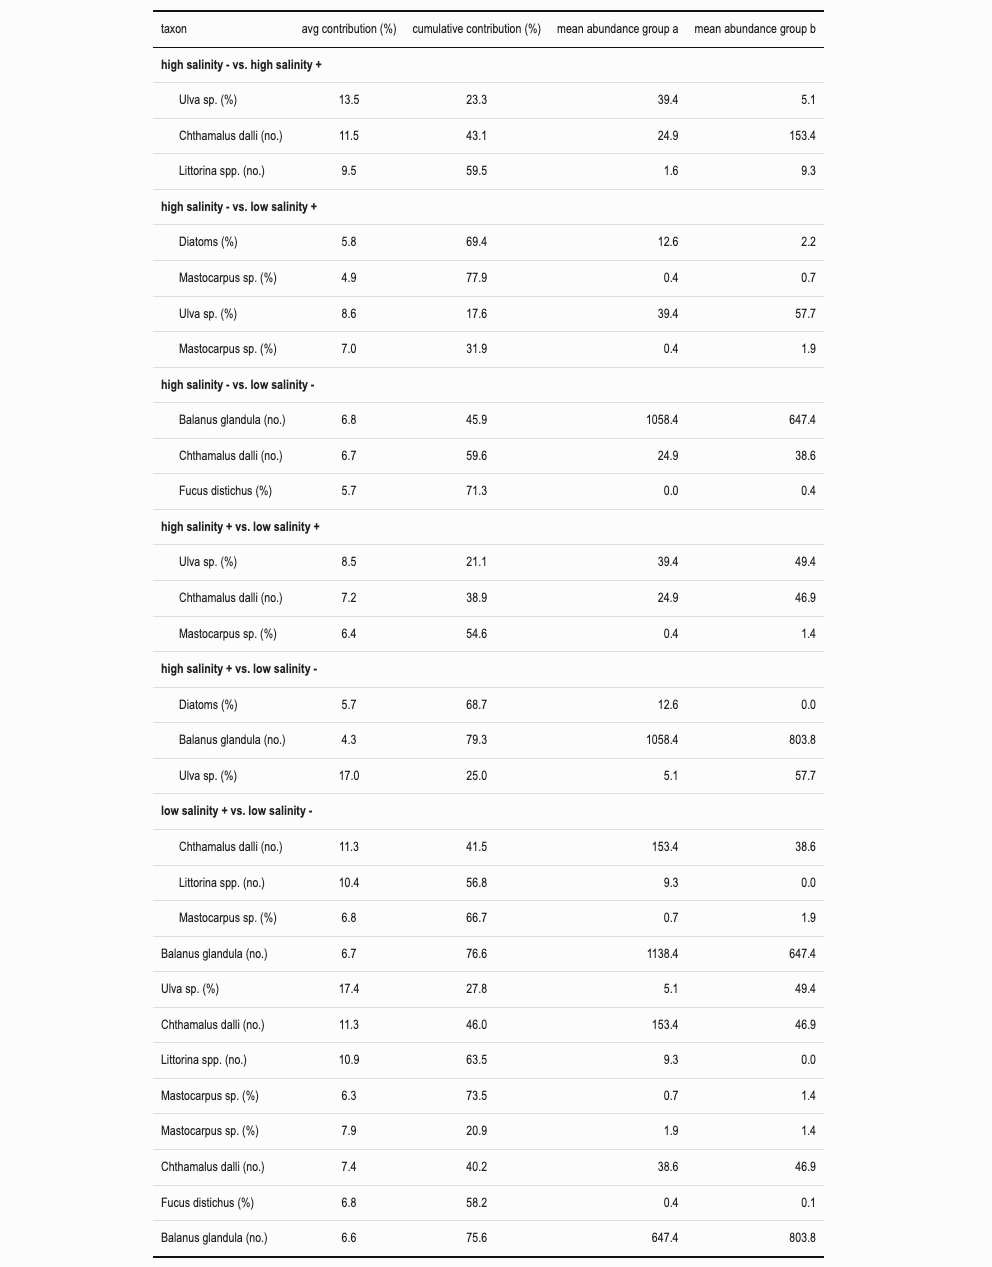 taxon avg contribution (%) cumulative contribution (%) mean abundance group a mean abundance group b
high salinity - vs. high salinity +
Ulva sp. (%) 13.5 23.3 39.4 5.1
Chthamalus dalli (no.) 11.5 43.1 24.9 153.4
Littorina spp. (no.) 9.5 59.5 1.6 9.3
high salinity - vs. low salinity +
Diatoms (%) 5.8 69.4 12.6 2.2
Mastocarpus sp. (%) 4.9 77.9 0.4 0.7
Ulva sp. (%) 8.6 17.6 39.4 57.7
Mastocarpus sp. (%) 7.0 31.9 0.4 1.9
high salinity - vs. low salinity -
Balanus glandula (no.) 6.8 45.9 1058.4 647.4
Chthamalus dalli (no.) 6.7 59.6 24.9 38.6
Fucus distichus (%) 5.7 71.3 0.0 0.4
high salinity + vs. low salinity +
Ulva sp. (%) 8.5 21.1 39.4 49.4
Chthamalus dalli (no.) 7.2 38.9 24.9 46.9
Mastocarpus sp. (%) 6.4 54.6 0.4 1.4
high salinity + vs. low salinity -
Diatoms (%) 5.7 68.7 12.6 0.0
Balanus glandula (no.) 4.3 79.3 1058.4 803.8
Ulva sp. (%) 17.0 25.0 5.1 57.7
low salinity + vs. low salinity -
Chthamalus dalli (no.) 11.3 41.5 153.4 38.6
Littorina spp. (no.) 10.4 56.8 9.3 0.0
Mastocarpus sp. (%) 6.8 66.7 0.7 1.9
Balanus glandula (no.) 6.7 76.6 1138.4 647.4
Ulva sp. (%) 17.4 27.8 5.1 49.4
Chthamalus dalli (no.) 11.3 46.0 153.4 46.9
Littorina spp. (no.) 10.9 63.5 9.3 0.0
Mastocarpus sp. (%) 6.3 73.5 0.7 1.4
Mastocarpus sp. (%) 7.9 20.9 1.9 1.4
Chthamalus dalli (no.) 7.4 40.2 38.6 46.9
Fucus distichus (%) 6.8 58.2 0.4 0.1
Balanus glandula (no.) 6.6 75.6 647.4 803.8